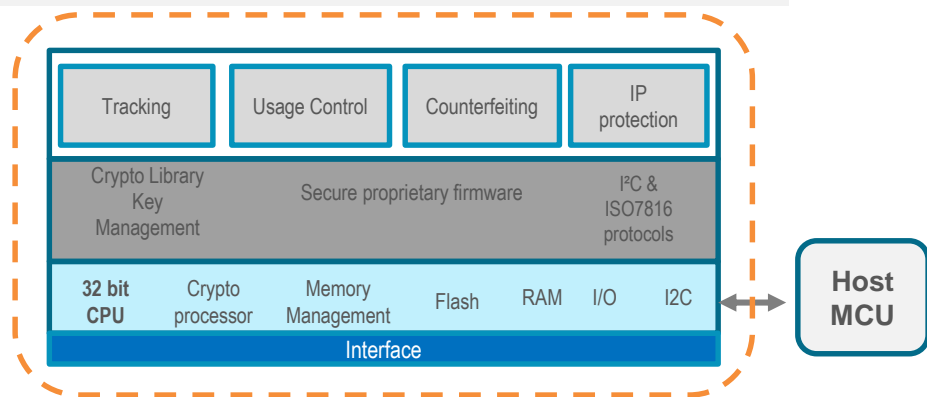 Tracking
Usage Control
Counterfeiting
IP
protection
Crypto Library
Key
Management
Secure proprietary firmware
I²C &
ISO7816
protocols
32 bit
CPU
Crypto
processor
Memory
Management
Flash
RAM
I/O
I2C
Interface
Host
MCU